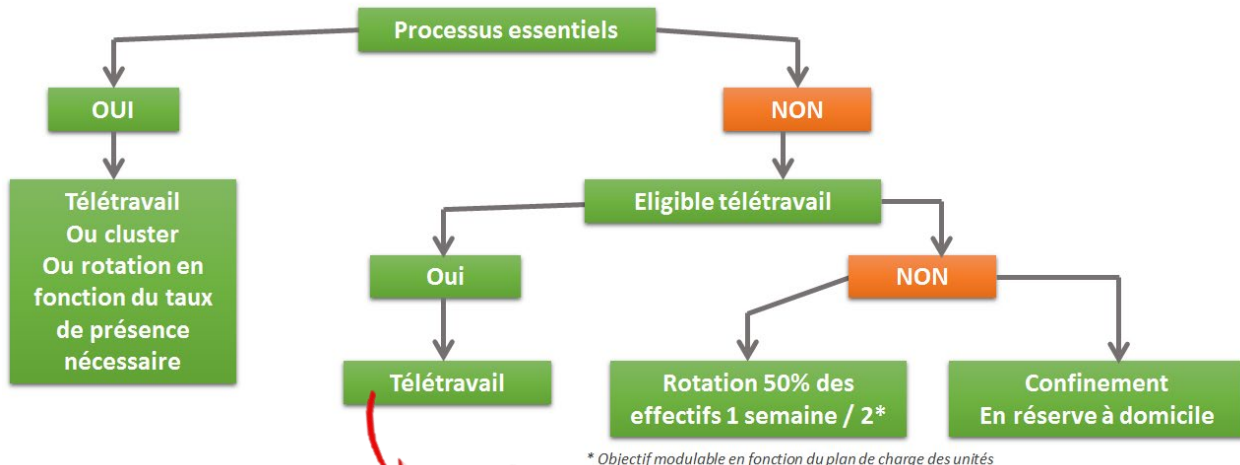 Processus essentiels
OUI
NON
Télétravail
Ou cluster
Ou rotation en
fonction du taux
de présence
nécessaire
Eligible télétravail
Oui
NON
Télétravail
Rotation 50% des
effectifs 1 semaine / 2*
Confinement
En réserve à domicile
* Objectif modulable en fonction du plan de charge des unités